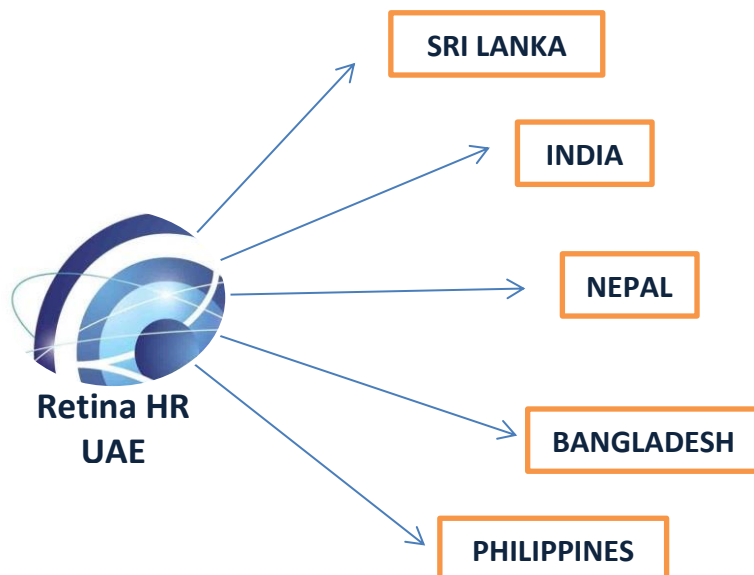 SRI LANKA
INDIA
NEPAL
Retina HR
UAE
BANGLADESH
PHILIPPINES